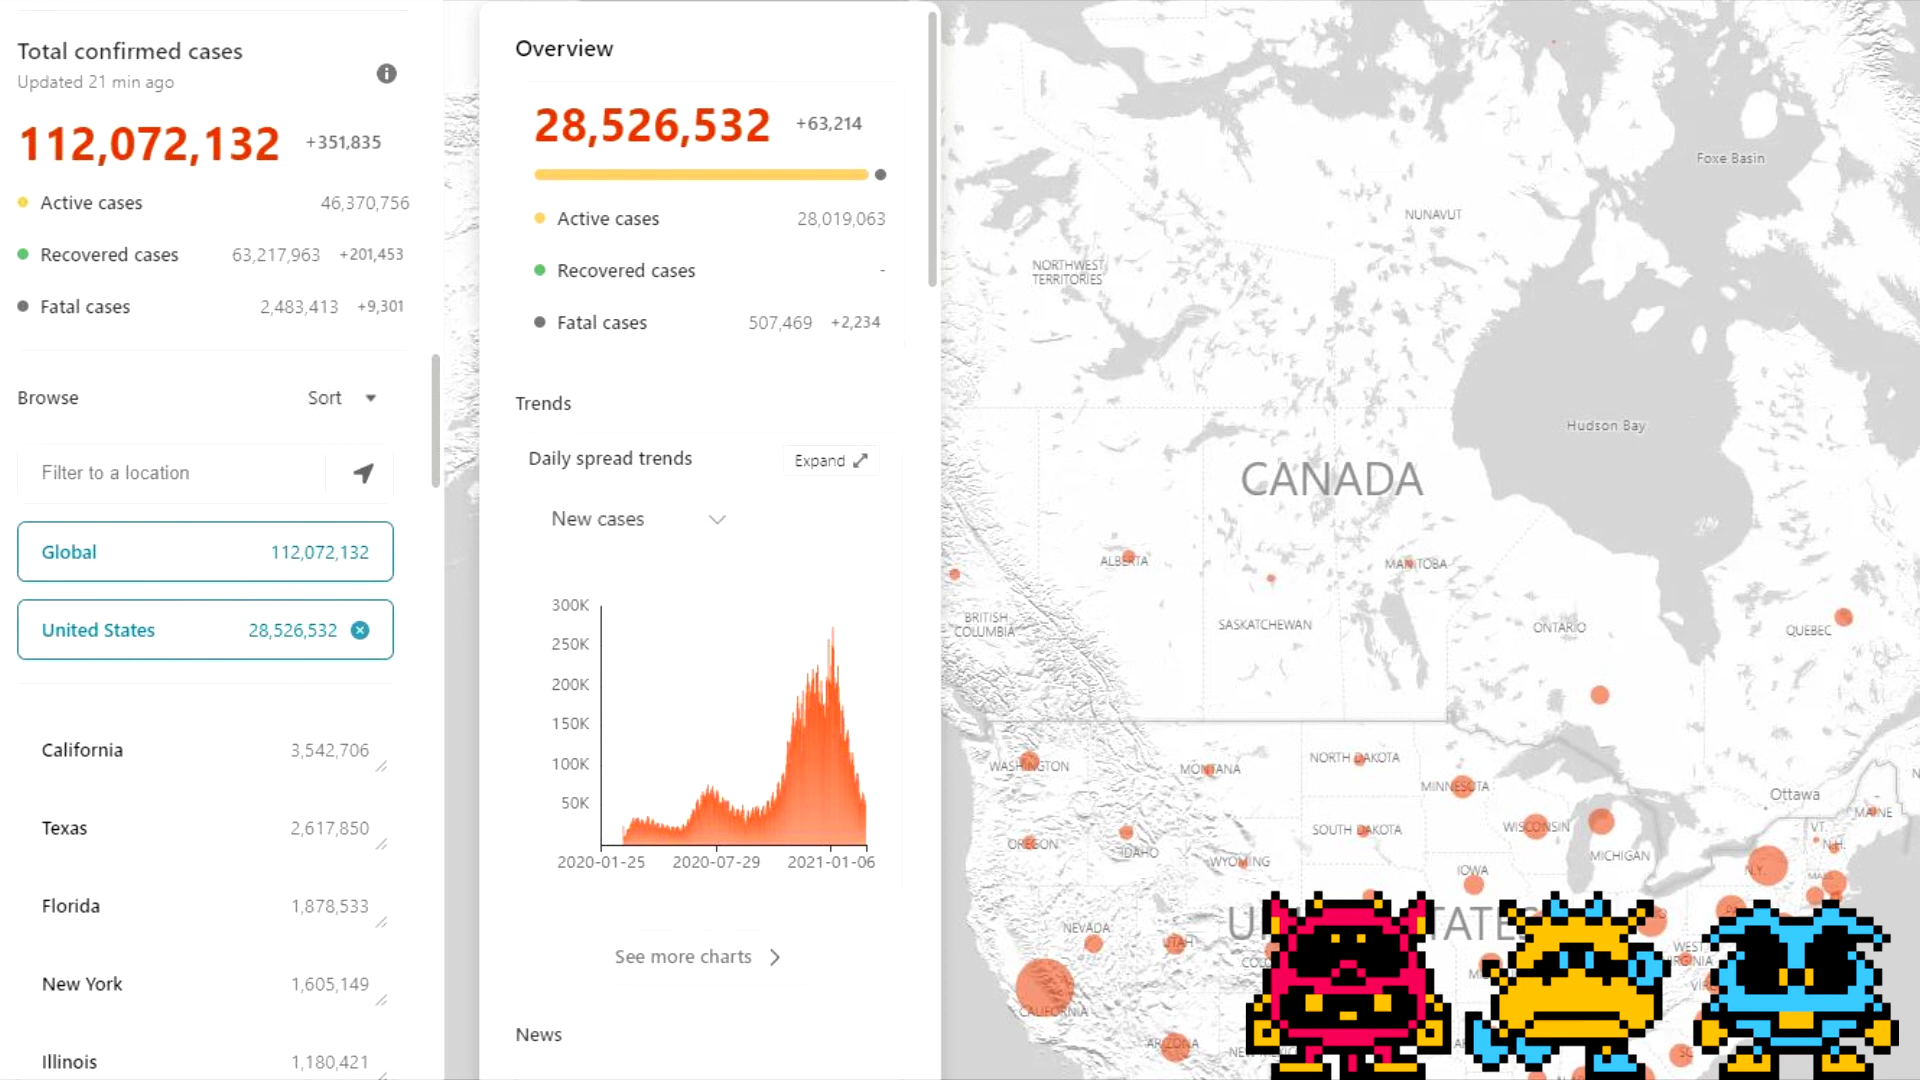 Total confirmed cases
Updated 21 min ago
112,072,132 +351,835
Active cases 46,370,756
Recovered cases 63,217,963 +201,453
Fatal cases 2,483,413 +9,301
Browse Sort
Filter to a location
Global 112,072,132
United States 28,526,532
California 3,542,706
Texas 2,617,850
Florida 1,878,533
New York 1,605,149
Illinois 1,180,421
Overview
28,526,532 +63,214
Active cases 28,019,063
Recovered cases -
Fatal cases 507,469 +2,234
Trends
Daily spread trends Expand
New cases
300K
250K
200K
150K
100K
50K
2020-01-25 2020-07-29 2021-01-06
See more charts
News
Foxe Basin
NUNAVUT
NORTHWEST
TERRITORIES
Hudson Bay
CANADA
ALBERTA
MANITOBA
BRITISH
COLUMBIA
SASKATCHEWAN
ONTARIO
QUEBEC
WASHINGTON
MONTANA
NORTH DAKOTA
MINNESOTA
Ottawa
MAINE
OREGON
IDAHO
SOUTH DAKOTA
WISCONSIN
VT.
N.H.
WYOMING
MICHIGAN
IOWA
N.Y.
MASS
NEVADA
UTAH
WEST
VIRGINIA
CALIFORNIA
ARIZONA
SC